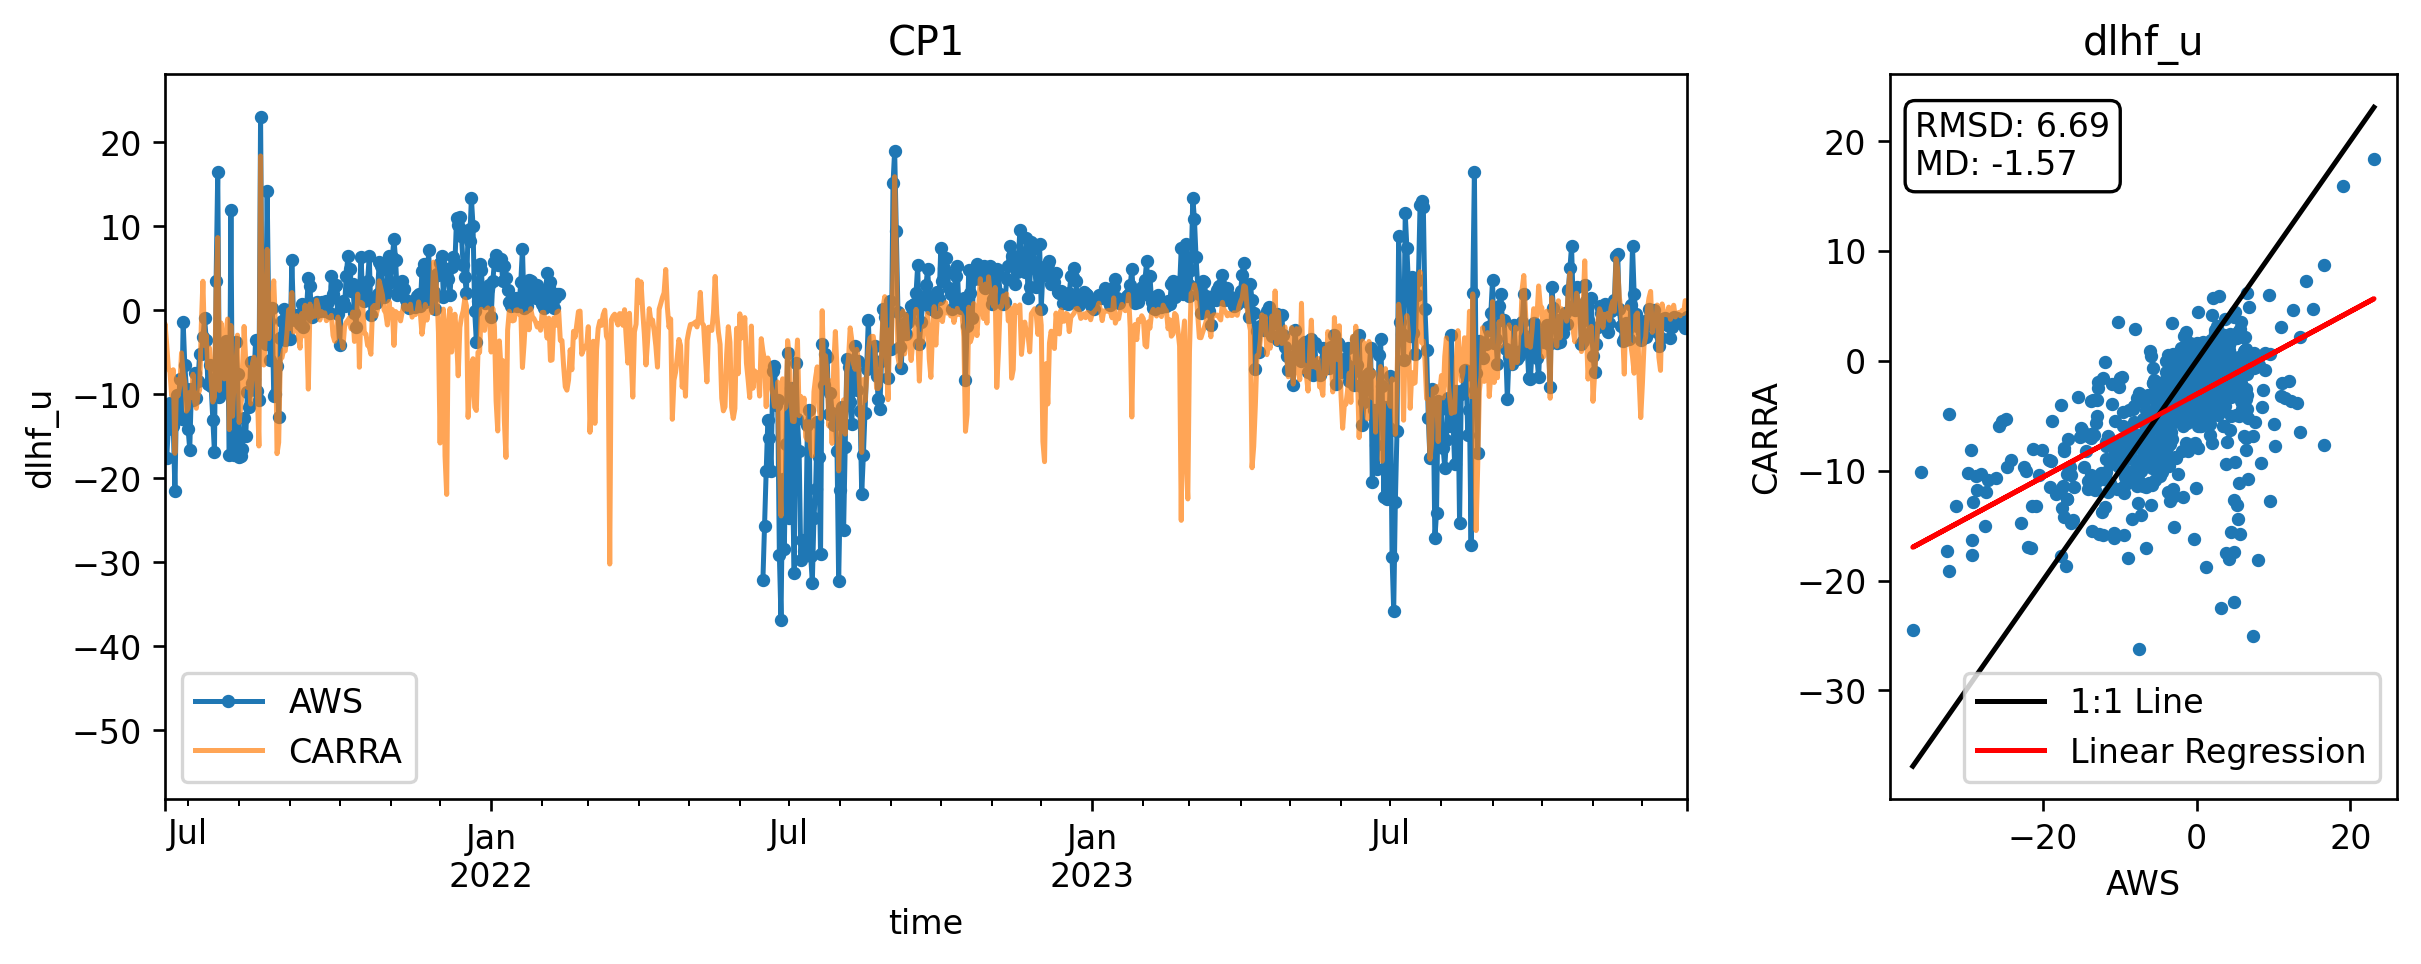 CP1
dlhf_u
20
10
0
−10
−20
−30
−40
−50
AWS
CARRA
Jul
Jan
2022
Jul
Jan
2023
Jul
time
dlhf_u
CARRA
20
10
0
−10
−20
−30
RMSD: 6.69
MD: -1.57
1:1 Line
Linear Regression
−20
0
20
AWS